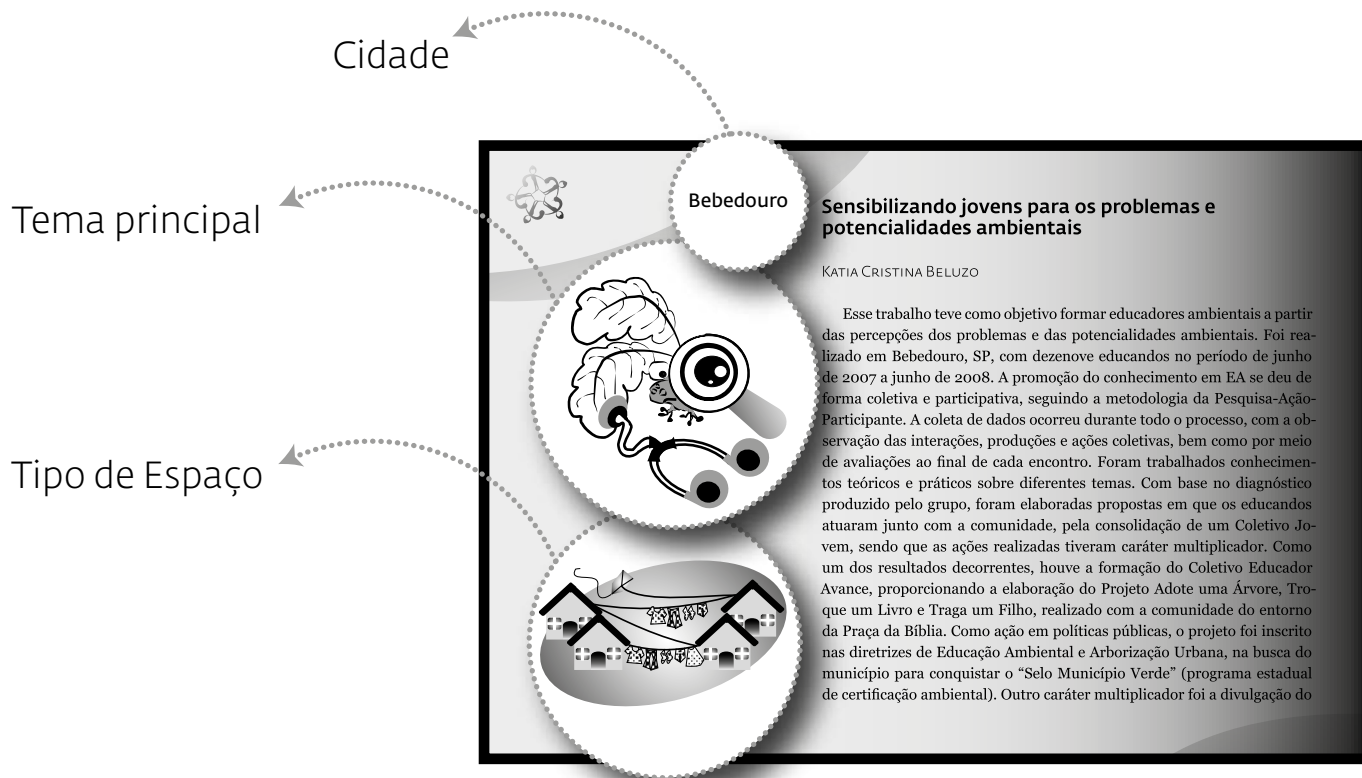 Cidade
Tema principal
Tipo de Espaço
Bebedouro
Sensibilizando jovens para os problemas e
potencialidades ambientais
Katia Cristina Beluzo
Esse trabalho teve como objetivo formar educadores ambientais a partir
das percepções dos problemas e das potencialidades ambientais. Foi rea-
lizado em Bebedouro, SP, com dezenove educandos no período de junho
de 2007 a junho de 2008. A promoção do conhecimento em EA se deu de
forma coletiva e participativa, seguindo a metodologia da Pesquisa-Ação-
Participante. A coleta de dados ocorreu durante todo o processo, com a ob-
servação das interações, produções e ações coletivas, bem como por meio
de avaliações ao final de cada encontro. Foram trabalhados conhecimen-
tos teóricos e práticos sobre diferentes temas. Com base no diagnóstico
produzido pelo grupo, foram elaboradas propostas em que os educandos
atuaram junto com a comunidade, pela consolidação de um Coletivo Jo-
vem, sendo que as ações realizadas tiveram caráter multiplicador. Como
um dos resultados decorrentes, houve a formação do Coletivo Educador
Avance, proporcionando a elaboração do Projeto Adote uma Árvore, Tro-
que um Livro e Traga um Filho, realizado com a comunidade do entorno
da Praça da Bíblia. Como ação em políticas públicas, o projeto foi inscrito
nas diretrizes de Educação Ambiental e Arborização Urbana, na busca do
município para conquistar o “Selo Município Verde” (programa estadual
de certificação ambiental). Outro caráter multiplicador foi a divulgação do